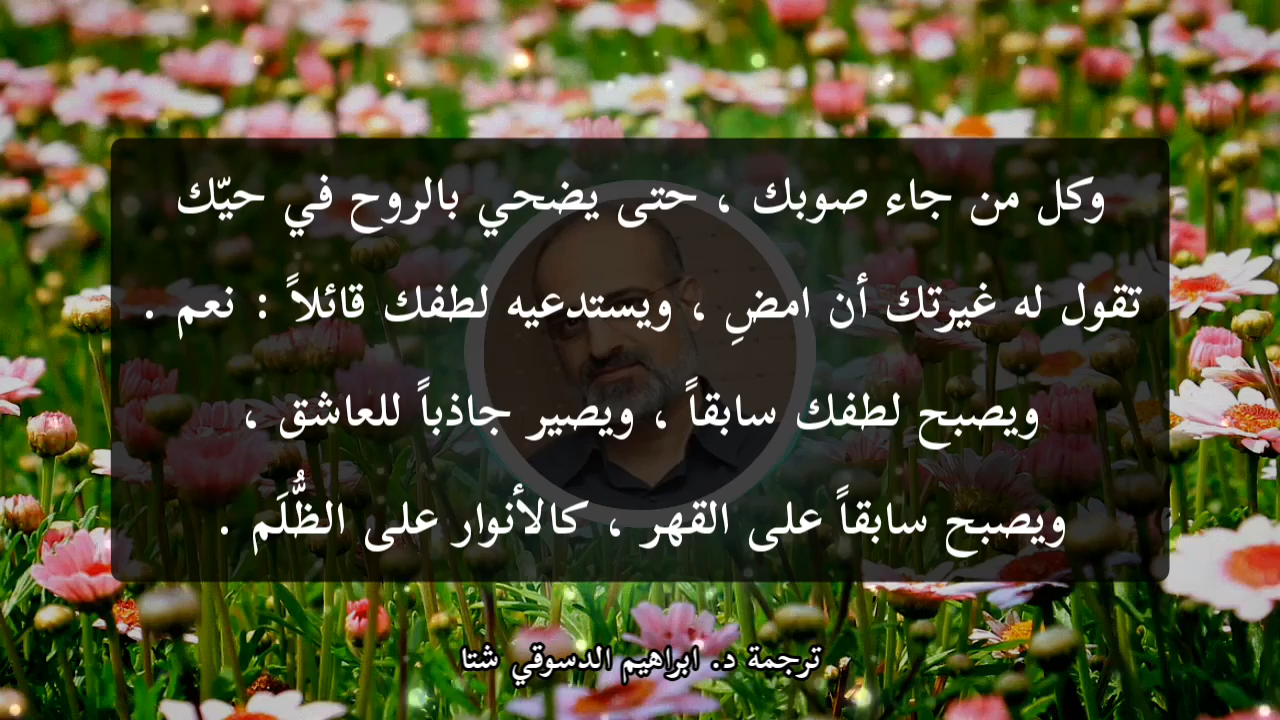 وكل من جاء صوبك ، حتى يضحي بالروح في حيّك
تقول له غيرتك أن امضِ ، ويستدعيه لطفك قائلاً : نعم .
ويصبح لطفك سابقاً ، ويصير جاذباً للعاشق ،
ويصبح سابقاً على القهر ، كالأنوار على الظُّلَم .
ترجمة د. ابراهيم الدسوقي شتا